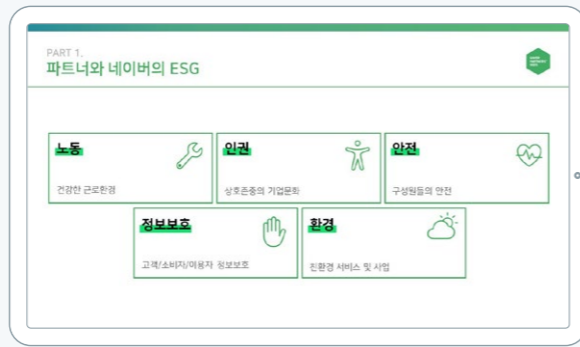 PART 1.
파트너와 네이버의 ESG
노동
건강한 근로환경
인권
상호존중의 기업문화
안전
구성원들의 안전
정보보호
고객/소비자/이용자 정보보호
환경
친환경 서비스 및 사업